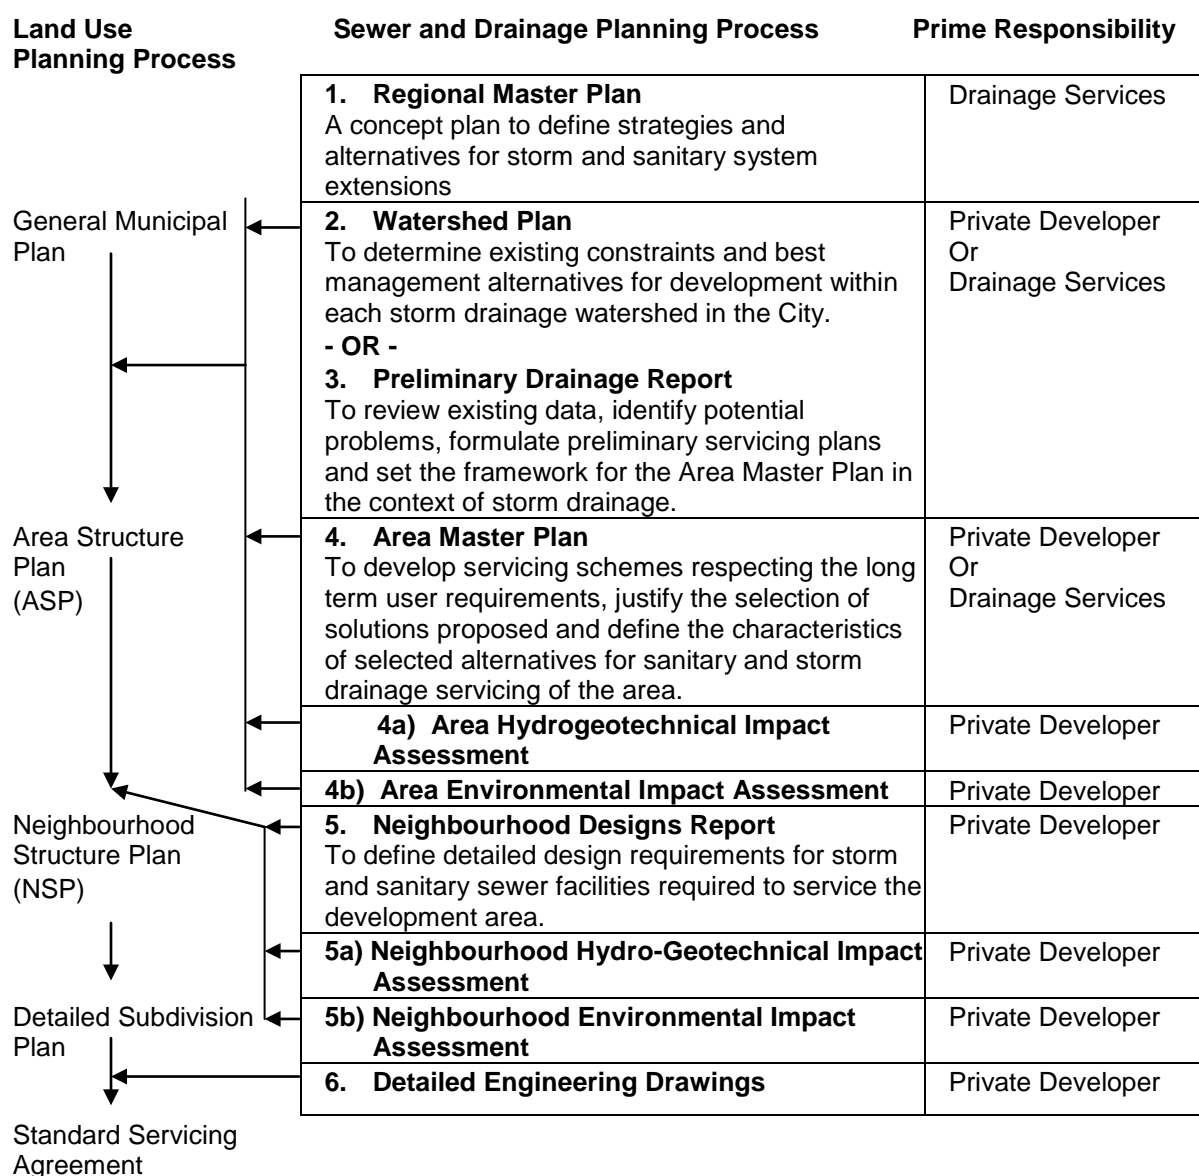 Land Use
Planning Process
Sewer and Drainage Planning Process
Prime Responsibility
1. Regional Master Plan
A concept plan to define strategies and
alternatives for storm and sanitary system
extensions
Drainage Services
General Municipal
Plan
2. Watershed Plan
To determine existing constraints and best
management alternatives for development within
each storm drainage watershed in the City.
- OR -
3. Preliminary Drainage Report
To review existing data, identify potential
problems, formulate preliminary servicing plans
and set the framework for the Area Master Plan in
the context of storm drainage.
Private Developer
Or
Drainage Services
Area Structure
Plan
(ASP)
4. Area Master Plan
To develop servicing schemes respecting the long
term user requirements, justify the selection of
solutions proposed and define the characteristics
of selected alternatives for sanitary and storm
drainage servicing of the area.
Private Developer
Or
Drainage Services
4a) Area Hydrogeotechnical Impact
Assessment
Private Developer
4b) Area Environmental Impact Assessment
Private Developer
Neighbourhood
Structure Plan
(NSP)
5. Neighbourhood Designs Report
To define detailed design requirements for storm
and sanitary sewer facilities required to service the
development area.
Private Developer
5a) Neighbourhood Hydro-Geotechnical Impact
Assessment
Private Developer
Detailed Subdivision
Plan
5b) Neighbourhood Environmental Impact
Assessment
Private Developer
6. Detailed Engineering Drawings
Private Developer
Standard Servicing
Agreement